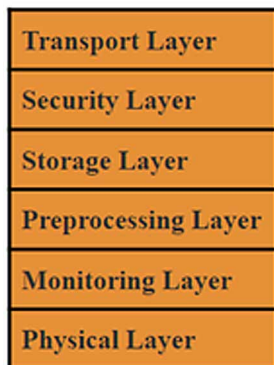 Transport Layer
Security Layer
Storage Layer
Preprocessing Layer
Monitoring Layer
Physical Layer